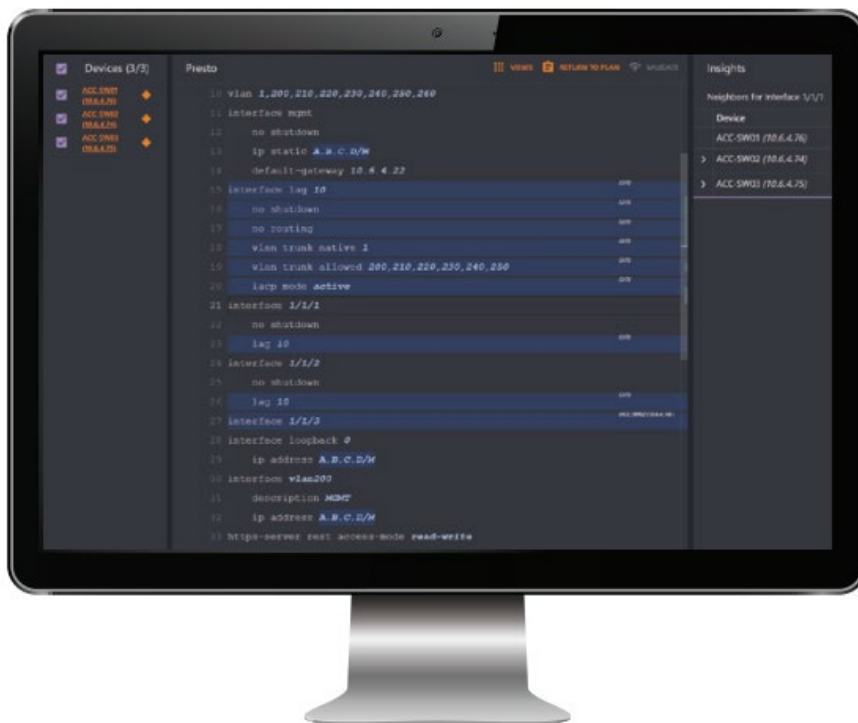 Devices (3/3)
ACC-SW01
(10.6.4.76)
ACC-SW02
(10.6.4.74)
ACC-SW03
(10.6.4.75)
Presto
VIEWS
RETURN TO PLAN
VALIDATE
10 vlan 1,200,210,220,230,240,250,260
11 interface mgmt
12 no shutdown
13 ip static A.B.C.D/M
14 default-gateway 10.6.4.22
15 interface lag 10
16 no shutdown
17 no routing
18 vlan trunk native 1
19 vlan trunk allowed 200,210,220,230,240,250
20 lacp mode active
21 interface 1/1/1
22 no shutdown
23 lag 10
24 interface 1/1/2
25 no shutdown
26 lag 10
27 interface 1/1/3
28 interface loopback 0
29 ip address A.B.C.D/M
30 interface vlan200
31 description MGMT
32 ip address A.B.C.D/M
33 https-server rest access-mode read-write
Insights
Neighbors for Interface 1/1/1
Device
ACC-SW01 (10.6.4.76)
ACC-SW02 (10.6.4.74)
ACC-SW03 (10.6.4.75)